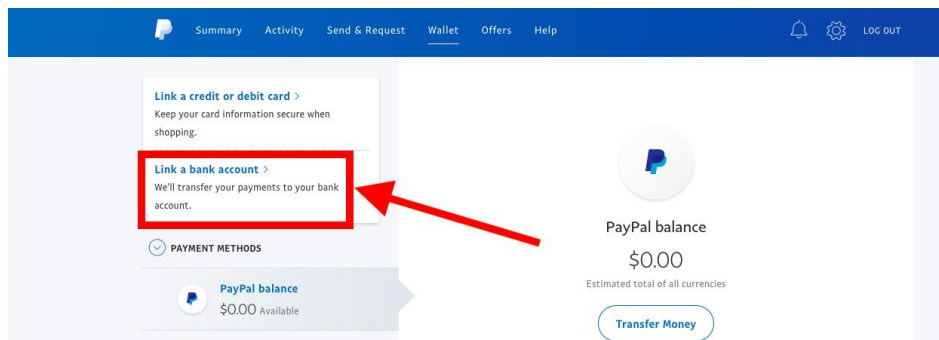 Summary Activity Send & Request Wallet Offers Help LOG OUT
Link a credit or debit card >
Keep your card information secure when
shopping.
Link a bank account >
We'll transfer your payments to your bank
account.
PAYMENT METHODS
PayPal balance
$0.00 Available
PayPal balance
$0.00
Estimated total of all currencies
Transfer Money